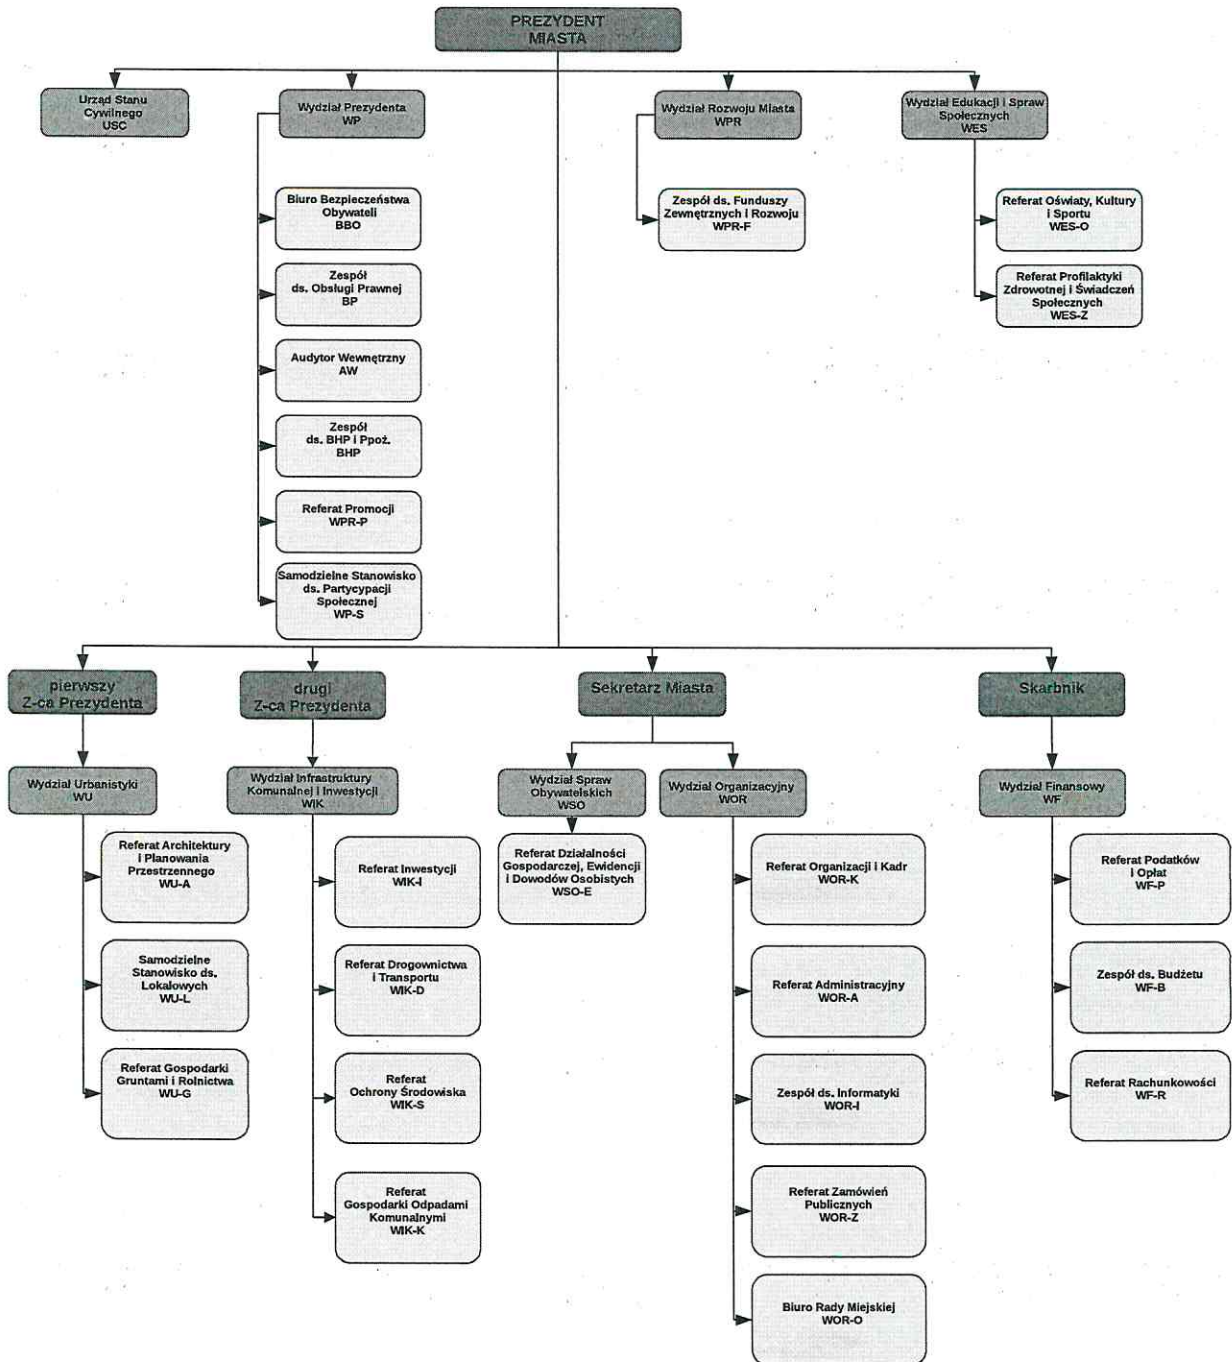 PREZYDENT
MIASTA
Urząd Stanu
Cywilnego
USC
Wydział Prezydenta
WP
Wydział Rozwoju Miasta
WPR
Wydział Edukacji i Spraw
Społecznych
WES
Biuro Bezpieczeństwa
Obywateli
BBO
Zespół
ds. Obsługi Prawnej
BP
Audytor Wewnętrzny
AW
Zespół
ds. BHP i Ppoż.
BHP
Referat Promocji
WPR-P
Samodzielne Stanowisko
ds. Partycypacji
Społecznej
WP-S
Zespół ds. Funduszy
Zewnętrznych i Rozwoju
WPR-F
Referat Oświaty, Kultury
i Sportu
WES-O
Referat Profilaktyki
Zdrowotnej i Świadczeń
Społecznych
WES-Z
pierwszy
Z-ca Prezydenta
drugi
Z-ca Prezydenta
Sekretarz Miasta
Skarbnik
Wydział Urbanistyki
WU
Wydział Infrastruktury
Komunalnej i Inwestycji
WIK
Wydział Spraw
Obywatelskich
WSO
Wydział Organizacyjny
WOR
Wydział Finansowy
WF
Referat Architektury
i Planowania
Przestrzennego
WU-A
Samodzielne
Stanowisko ds.
Lokalowych
WU-L
Referat Gospodarki
Gruntami i Rolnictwa
WU-G
Referat Inwestycji
WIK-I
Referat Drogownictwa
i Transportu
WIK-D
Referat
Ochrony Środowiska
WIK-S
Referat
Gospodarki Odpadami
Komunalnymi
WIK-K
Referat Działalności
Gospodarczej, Ewidencji
i Dowodów Osobistych
WSO-E
Referat Organizacji i Kadr
WOR-K
Referat Administracyjny
WOR-A
Zespół ds. Informatyki
WOR-I
Referat Zamówień
Publicznych
WOR-Z
Biuro Rady Miejskiej
WOR-O
Referat Podatków
i Opłat
WF-P
Zespół ds. Budżetu
WF-B
Referat Rachunkowości
WF-R